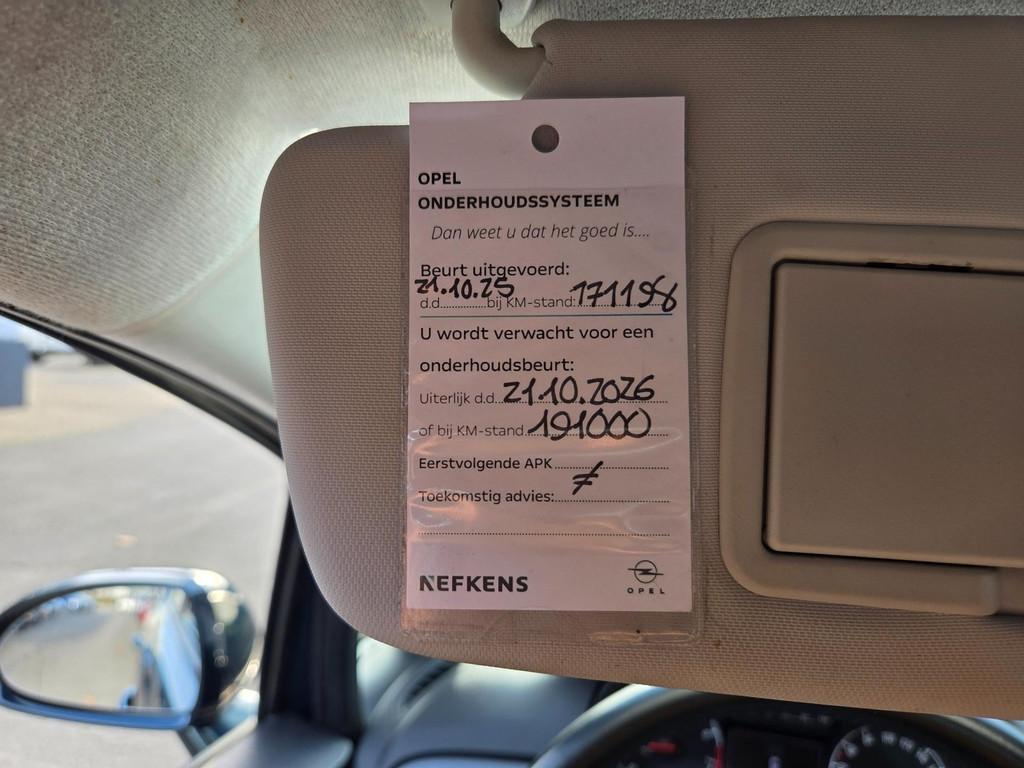 OPEL
ONDERHOUDSSYSTEEM
Dan weet u dat het goed is....
Beurt uitgevoerd:
d.d. 21.10.25 bij KM-stand: 171198
U wordt verwacht voor een
onderhoudsbeurt:
Uiterlijk d.d. 21.10.2026
of bij KM-stand 191000
Eerstvolgende APK
Toekomstig advies:
NEFKENS
OPEL